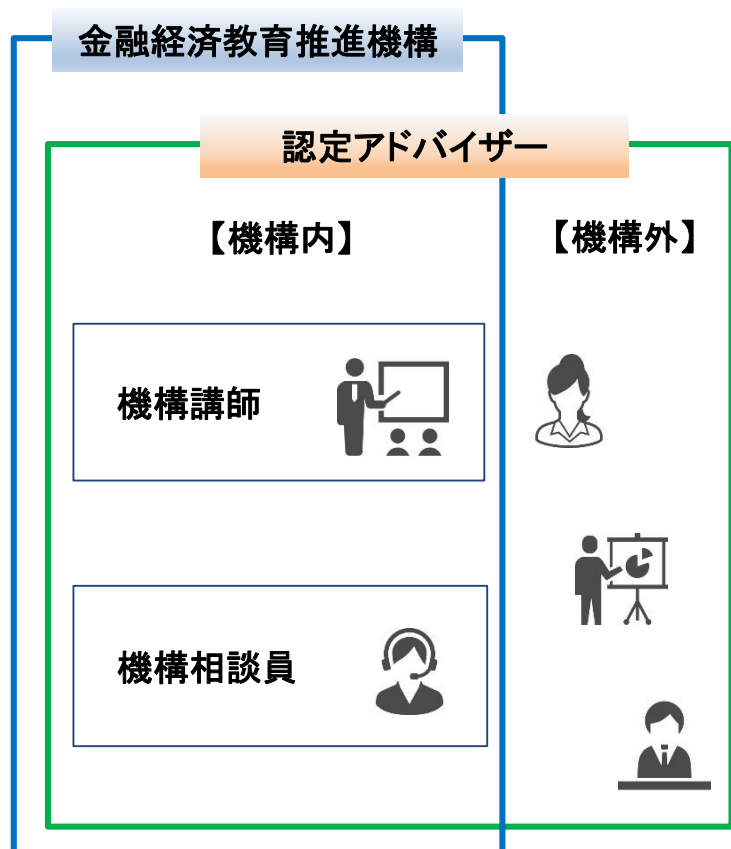 金融経済教育推進機構
認定アドバイザー
【機構内】
【機構外】
機構講師
機構相談員